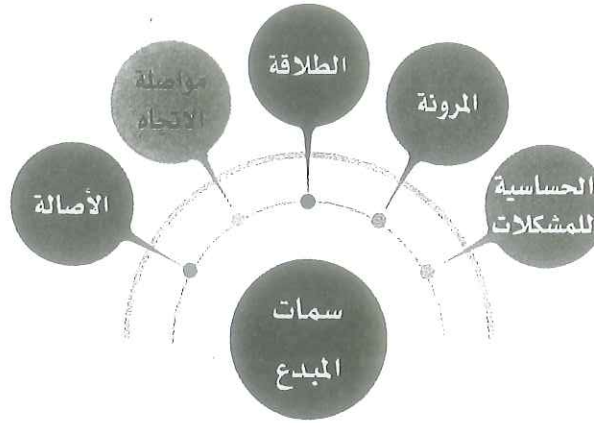 الطلاقة
المرونة
مواصلة
الاتجاه
الحساسية
للمشكلات
الأصالة
سمات
المبدع